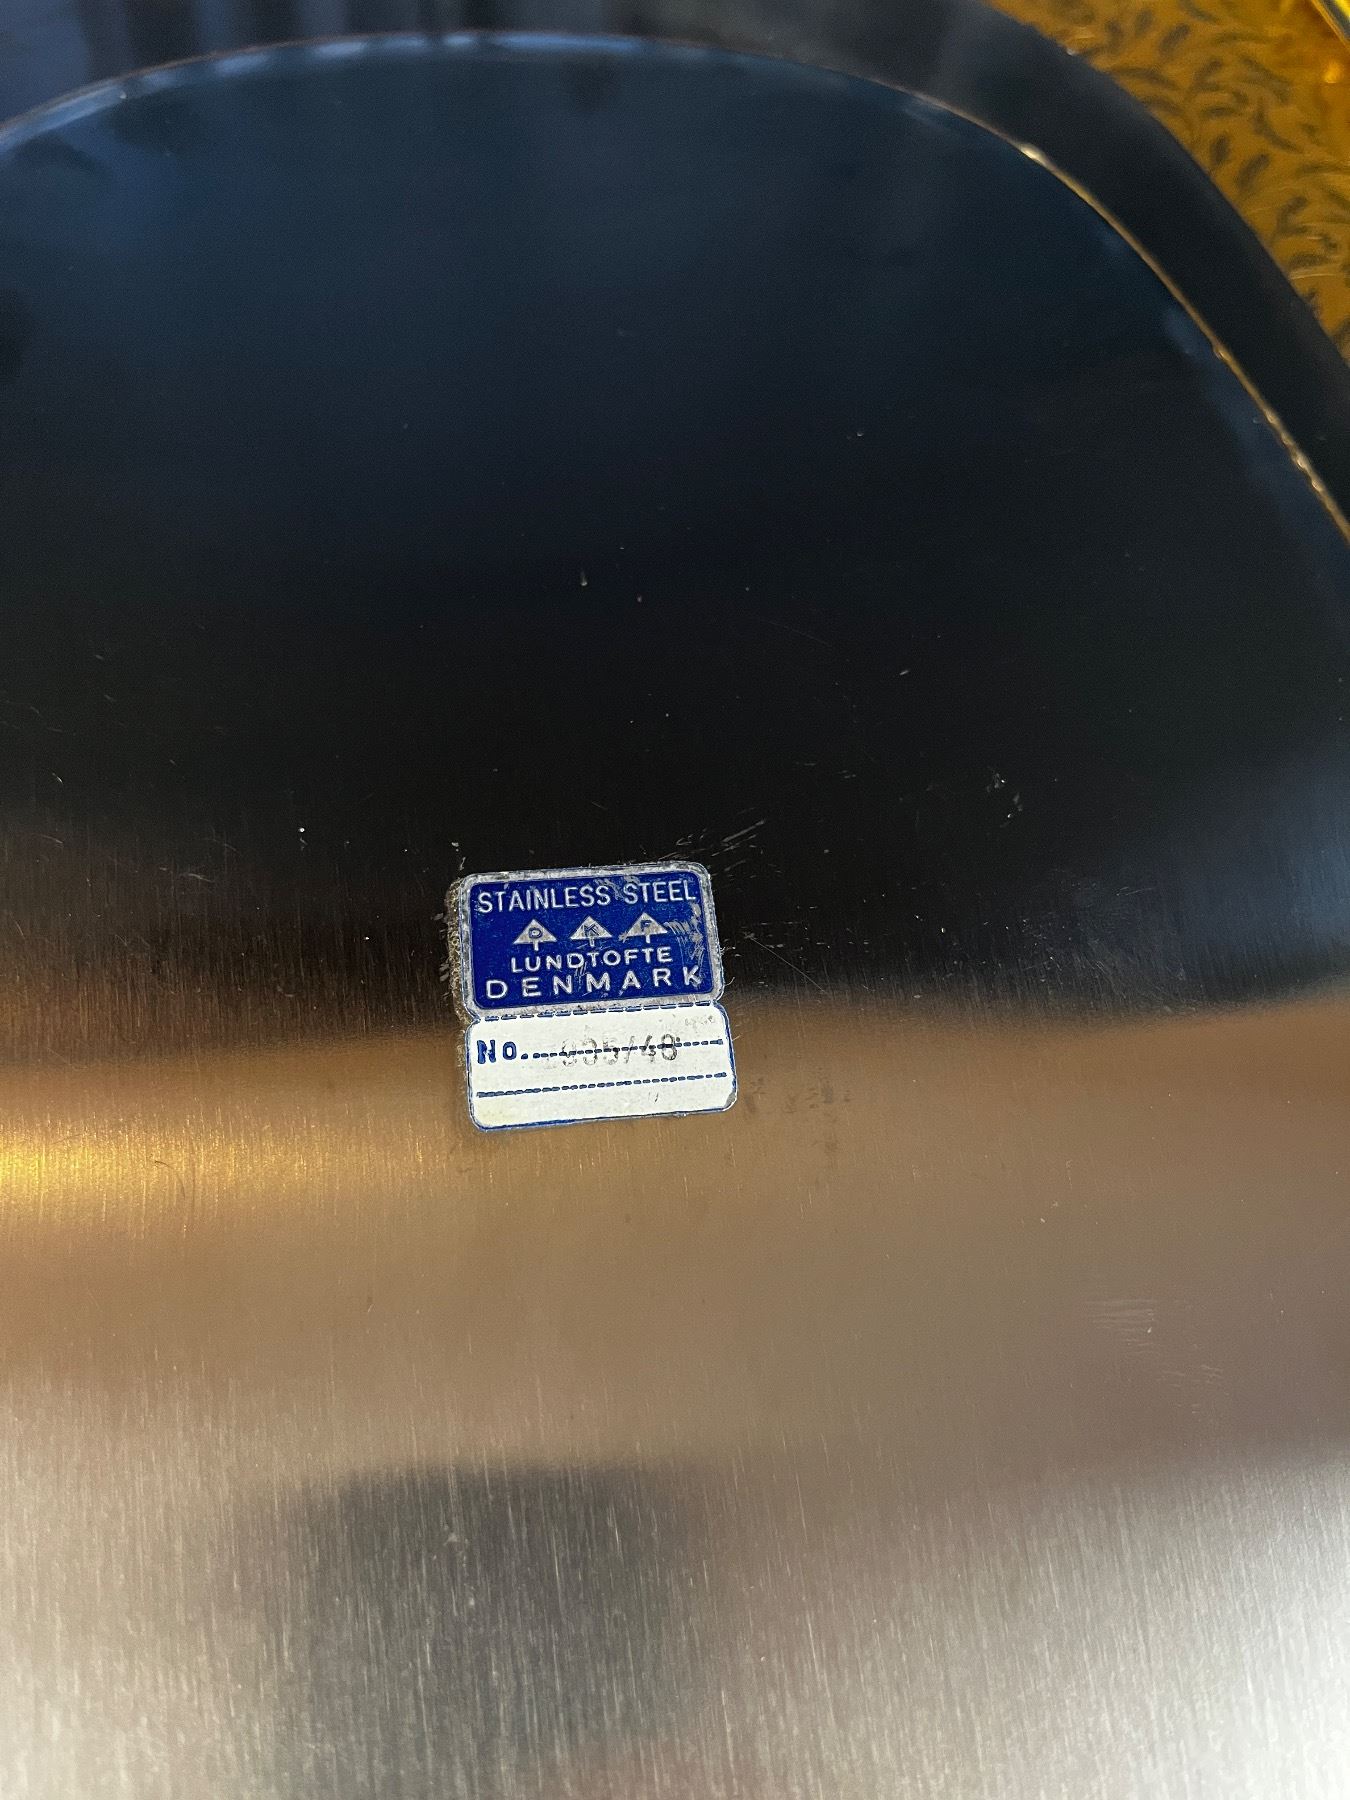 STAINLESS STEEL
O K F
LUNDTOFTE
DENMARK
No.